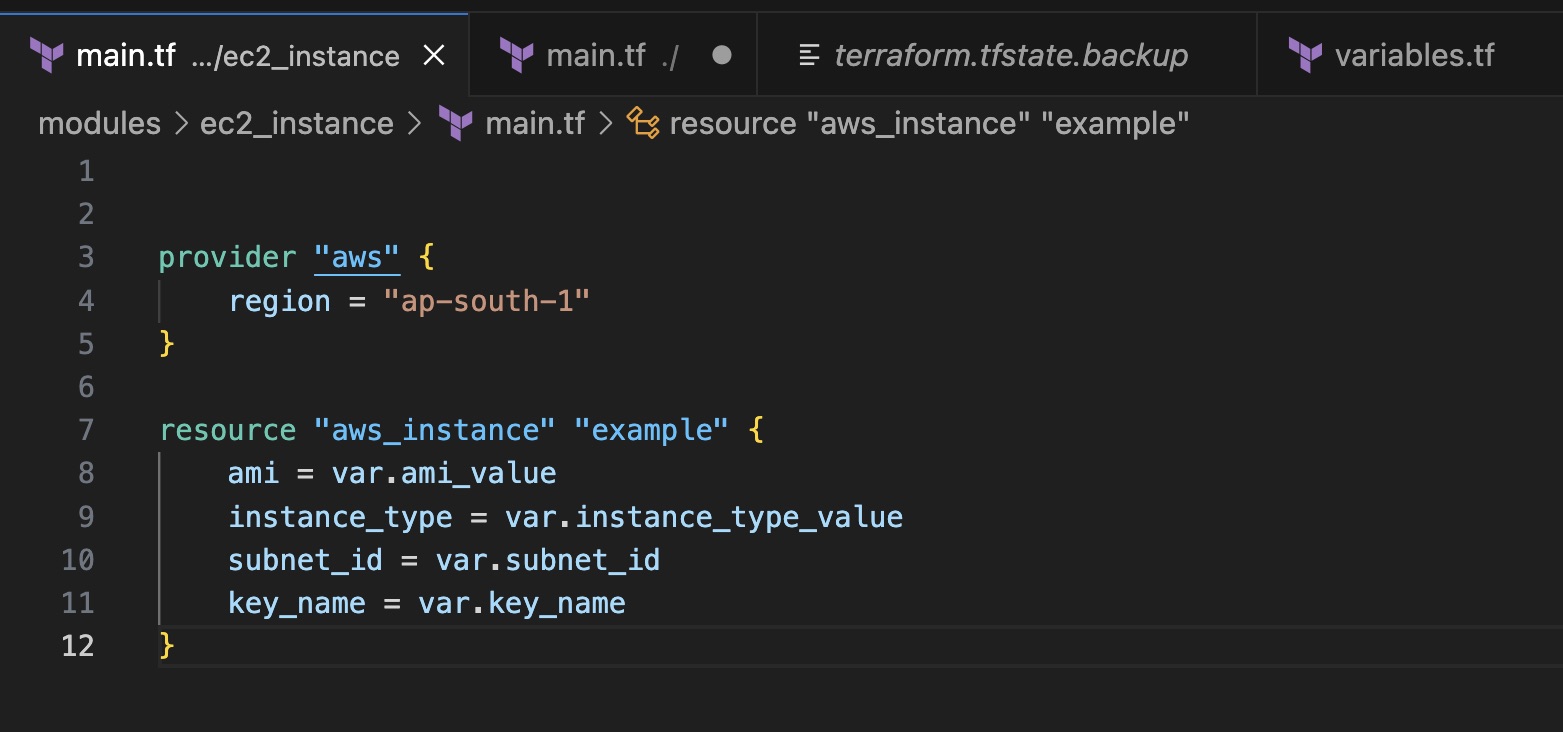 main.tf .../ec2_instance main.tf ./ terraform.tfstate.backup variables.tf
modules > ec2_instance > main.tf > resource "aws_instance" "example"
1
2
3 provider "aws" {
4     region = "ap-south-1"
5 }
6
7 resource "aws_instance" "example" {
8     ami = var.ami_value
9     instance_type = var.instance_type_value
10     subnet_id = var.subnet_id
11     key_name = var.key_name
12 }